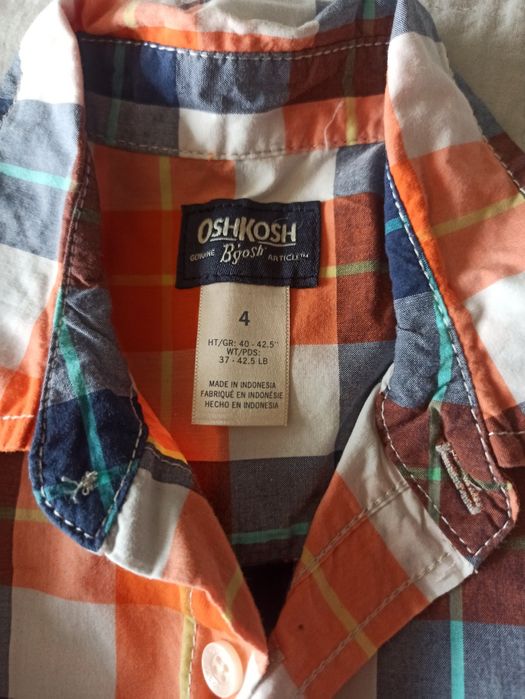 OSHKOSH
GENUINE B'gosh ARTICLE™
4
HT/GR: 40 - 42.5"
WT/PDS:
37 - 42.5 LB
MADE IN INDONESIA
FABRIQUÉ EN INDONÉSIE
HECHO EN INDONESIA